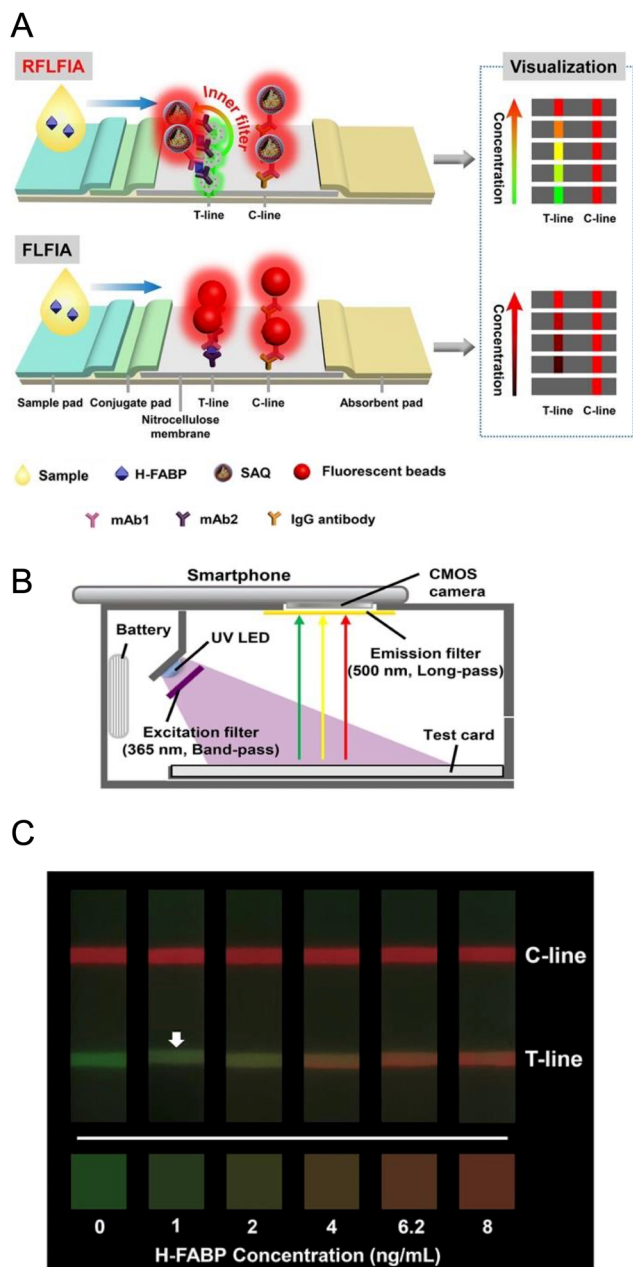 A
RFLFIA
Inner filter
T-line
C-line
Visualization
Concentration
T-line
C-line
FLFIA
Sample pad
Conjugate pad
Nitrocellulose
membrane
T-line
C-line
Absorbent pad
Concentration
T-line
C-line
Sample
H-FABP
SAQ
Fluorescent beads
mAb1
mAb2
IgG antibody
B
Smartphone
CMOS
camera
Battery
UV LED
Emission filter
(500 nm, Long-pass)
Excitation filter
(365 nm, Band-pass)
Test card
C
C-line
T-line
0 1 2 4 6.2 8
H-FABP Concentration (ng/mL)